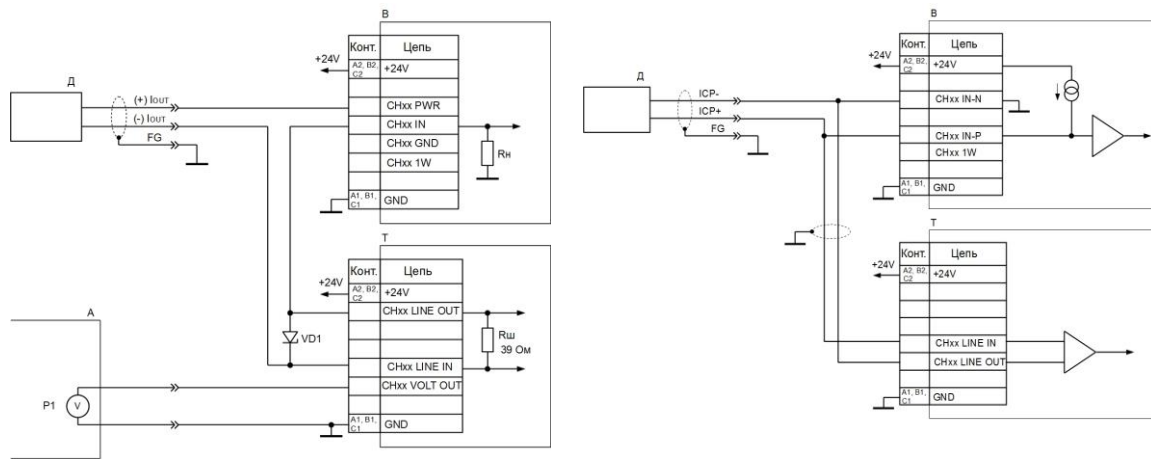 В
Конт. Цепь
+24V
A2, B2, C2 +24V
Д
(+) IOUT
CHxx PWR
(-) IOUT
CHxx IN
FG
CHxx GND
Rн
CHxx 1W
A1, B1, C1 GND
Т
Конт. Цепь
+24V
A2, B2, C2 +24V
CHxx LINE OUT
А
VD1
Rш
39 Ом
CHxx LINE IN
CHxx VOLT OUT
P1
V
A1, B1, C1 GND
В
Конт. Цепь
+24V
A2, B2, C2 +24V
Д
ICP-
CHxx IN-N
ICP+
FG
CHxx IN-P
CHxx 1W
A1, B1, C1 GND
Т
Конт. Цепь
+24V
A2, B2, C2 +24V
CHxx LINE IN
CHxx LINE OUT
A1, B1, C1 GND